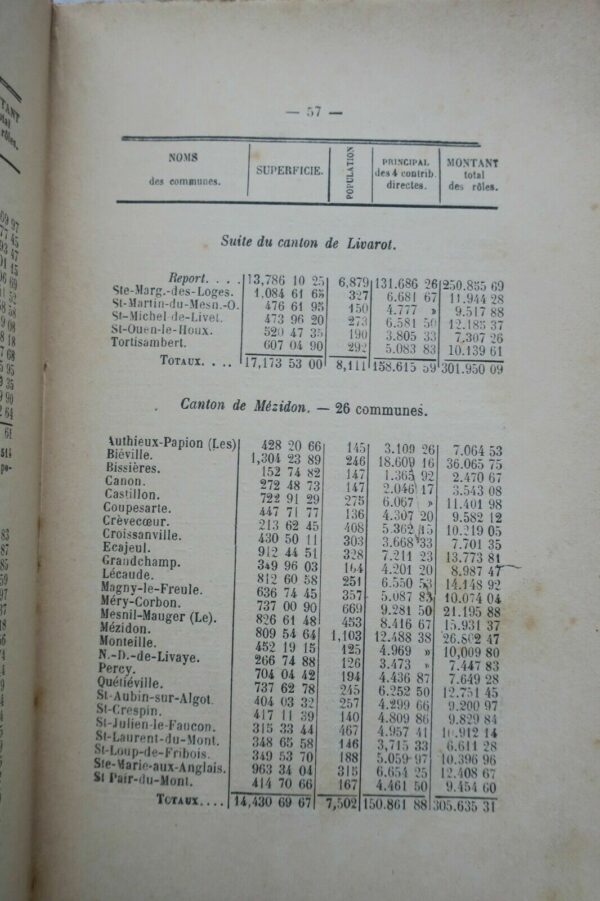 — 57 —
NOMS des communes. SUPERFICIE. POPULATION PRINCIPAL des 4 contrib. directes. MONTANT total des rôles.
Suite du canton de Livarot.
Report. . . . 13,786 10 25 6,879 131.686 26 250.855 69
Ste-Marg.-des-Loges. 1,084 61 65 327 6.681 67 11.944 28
St-Martin-du-Mesn.-O. 476 61 95 150 4.777 » 9.517 88
St-Michel-de-Livet. 473 96 20 273 6.581 50 12.185 37
St-Ouen-le-Houx. 520 47 35 190 3.805 33 7,307 26
Tortisambert. 607 04 90 292 5.083 83 10.139 61
TOTAUX. . . . 17,173 53 00 8,111 158.615 59 301.950 09
Canton de Mézidon. — 26 communes.
Authieux-Papion (Les) 428 20 66 145 3.109 26 7.064 53
Biéville. 1,304 23 89 246 18.609 16 36.065 75
Bissières. 152 74 82 147 1.365 92 2.470 67
Canon. 272 48 73 147 2.046 17 3.543 08
Castillon. 722 91 29 275 6.067 » 11.401 98
Coupesarte. 447 71 77 136 4.307 20 9.582 12
Crèvecœur. 213 62 45 408 5.362 15 10.219 05
Croissanville. 430 50 11 303 3.668 33 7.701 35
Ecajeul. 912 44 51 328 7.211 23 13.773 81
Grandchamp. 349 96 03 164 4.201 20 8.987 47
Lécaude. 812 60 58 251 6.550 53 14.148 92
Magny-le-Freule. 636 74 45 357 5.087 83 10.074 04
Méry-Corbon. 737 00 90 669 9.281 50 21.195 88
Mesnil-Mauger (Le). 826 61 48 453 8.416 67 15.931 37
Mézidon. 809 54 64 1,103 12.488 38 26.802 47
Monteille. 452 19 15 125 4.969 » 10,009 80
N.-D.-de-Livaye. 266 74 88 126 3.473 » 7.447 83
Percy. 704 04 42 194 4.436 87 7.649 28
Quétiéville. 737 62 78 245 6.252 50 12.751 45
St-Aubin-sur-Algot. 404 03 32 257 4.299 66 9.200 97
St-Crespin. 417 11 39 140 4.809 86 9.829 84
St-Julien-le-Faucon. 315 33 44 467 4.957 41 10.912 14
St-Laurent-du-Mont. 348 65 58 146 3,715 33 6.611 28
St-Loup-de-Fribois. 349 53 70 188 5.059 97 10.396 96
Ste-Marie-aux-Anglais. 963 34 04 315 6.654 25 12.408 67
St Pair-du-Mont. 414 70 66 167 4.461 50 9.454 60
TOTAUX.... 14,430 69 67 7,502 150.861 88 305.635 31